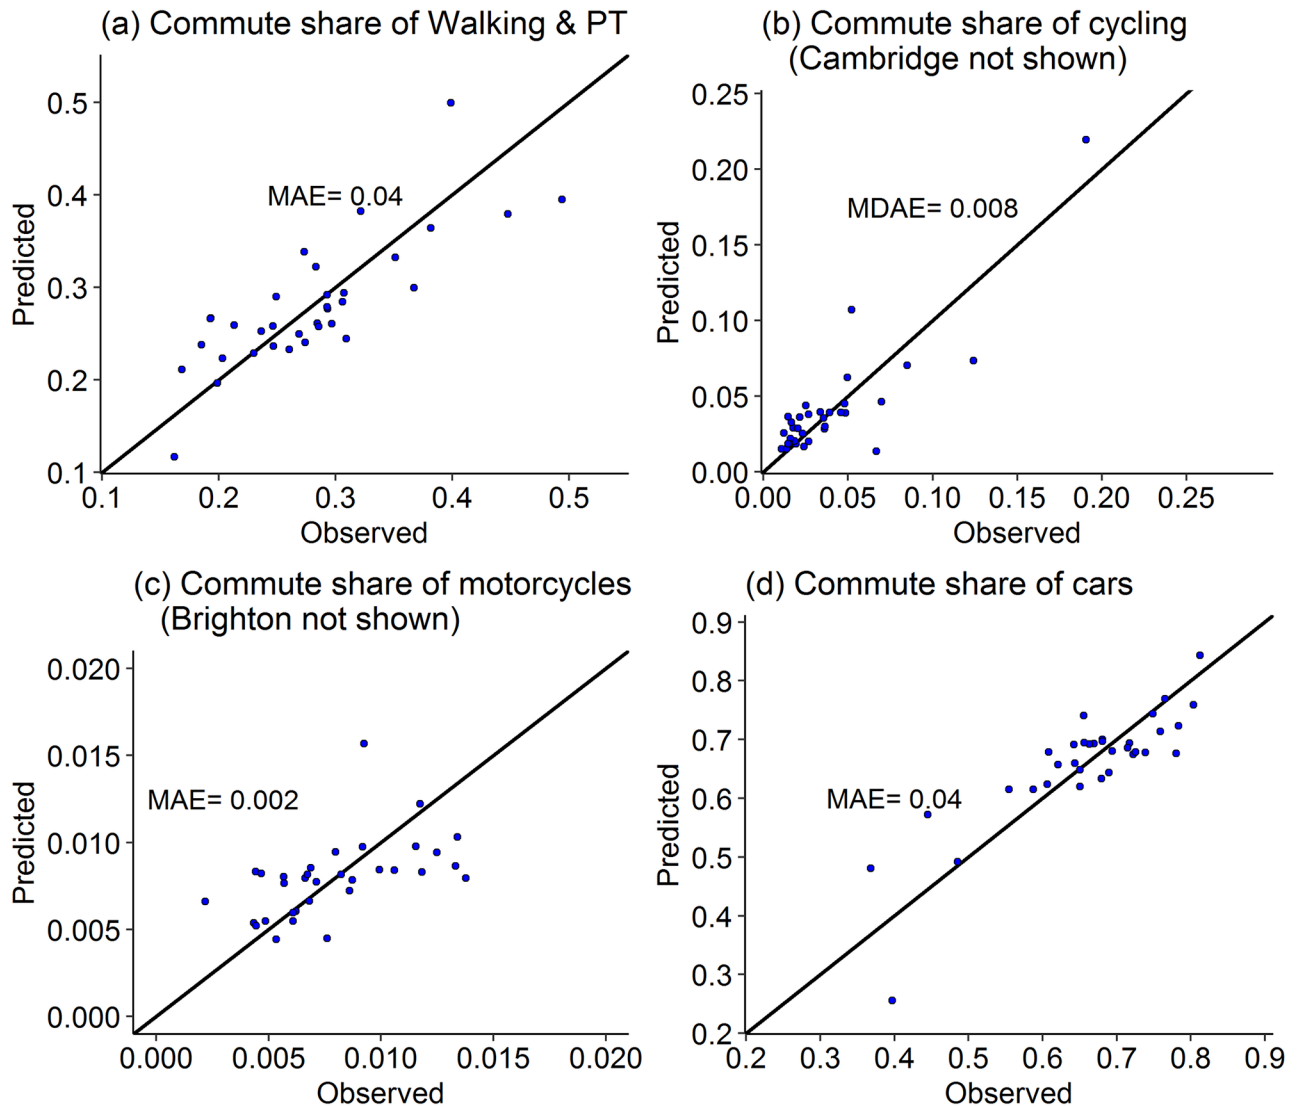 (a) Commute share of Walking & PT
0.5
0.4
0.3
0.2
0.1
Predicted
MAE= 0.04
0.1 0.2 0.3 0.4 0.5
Observed
(b) Commute share of cycling
(Cambridge not shown)
0.25
0.20
0.15
0.10
0.05
0.00
Predicted
MDAE= 0.008
0.00 0.05 0.10 0.15 0.20 0.25
Observed
(c) Commute share of motorcycles
(Brighton not shown)
0.020
0.015
0.010
0.005
0.000
Predicted
MAE= 0.002
0.000 0.005 0.010 0.015 0.020
Observed
(d) Commute share of cars
0.9
0.8
0.7
0.6
0.5
0.4
0.3
0.2
Predicted
MAE= 0.04
0.2 0.3 0.4 0.5 0.6 0.7 0.8 0.9
Observed